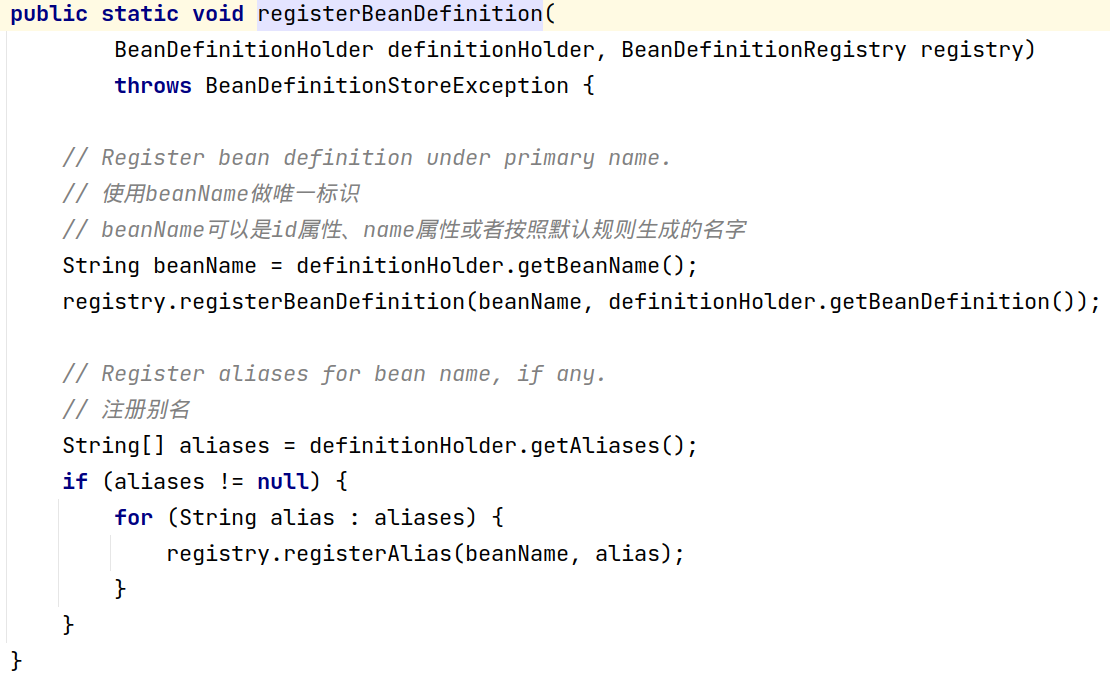 public static void registerBeanDefinition(
BeanDefinitionHolder definitionHolder, BeanDefinitionRegistry registry)
throws BeanDefinitionStoreException {
// Register bean definition under primary name.
// 使用beanName做唯一标识
// beanName可以是id属性、name属性或者按照默认规则生成的名字
String beanName = definitionHolder.getBeanName();
registry.registerBeanDefinition(beanName, definitionHolder.getBeanDefinition());
// Register aliases for bean name, if any.
// 注册别名
String[] aliases = definitionHolder.getAliases();
if (aliases != null) {
for (String alias : aliases) {
registry.registerAlias(beanName, alias);
}
}
}